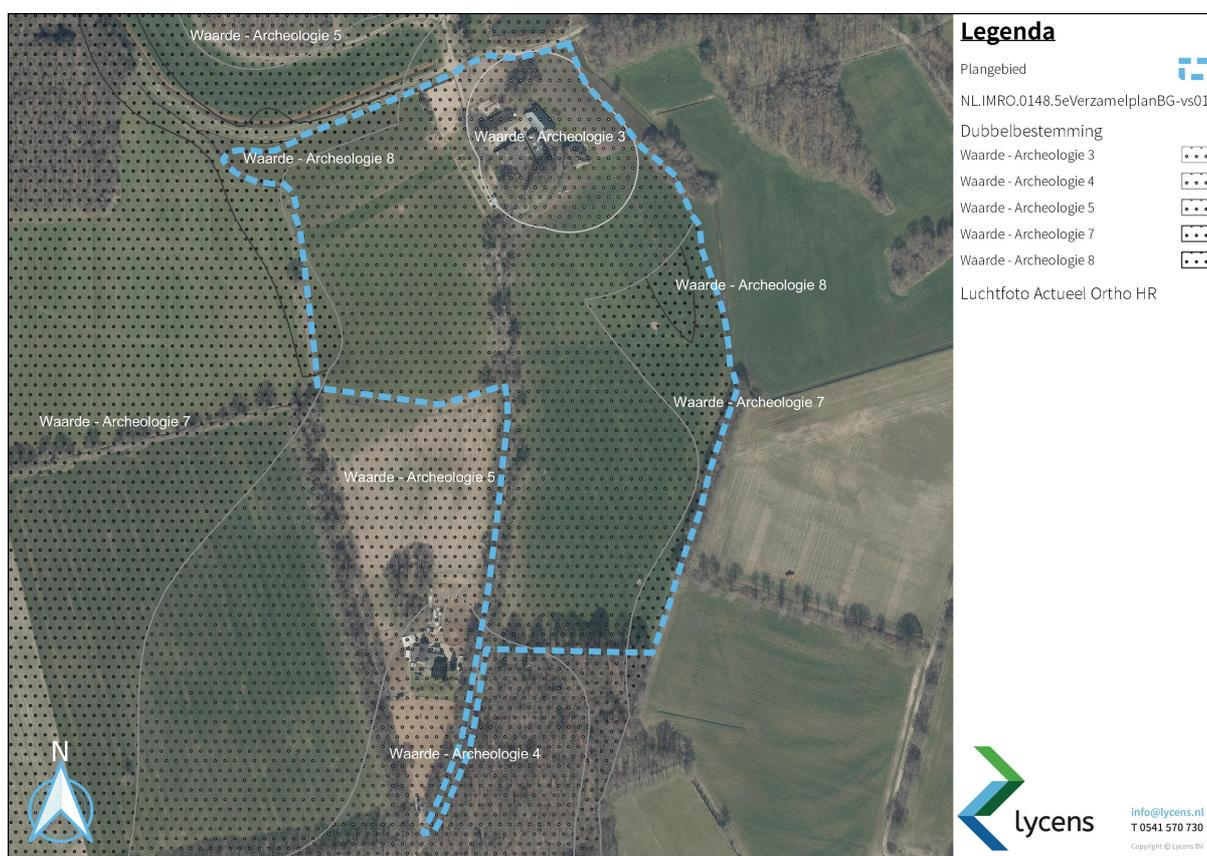 Waarde - Archeologie 5
Waarde - Archeologie 3
Waarde - Archeologie 8
Waarde - Archeologie 8
Waarde - Archeologie 7
Waarde - Archeologie 7
Waarde - Archeologie 5
Waarde - Archeologie 4
N
Legenda
Plangebied
NL.IMRO.0148.5eVerzamelplanBG-vs01
Dubbelbestemming
Waarde - Archeologie 3
Waarde - Archeologie 4
Waarde - Archeologie 5
Waarde - Archeologie 7
Waarde - Archeologie 8
Luchtfoto Actueel Ortho HR
lycens
info@lycens.nl
T 0541 570 730
Copyright © Lycens BV